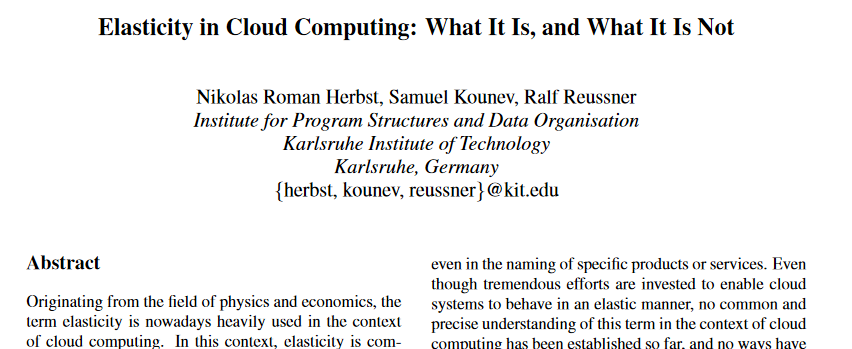 Elasticity in Cloud Computing: What It Is, and What It Is Not
Nikolas Roman Herbst, Samuel Kounev, Ralf Reussner
Institute for Program Structures and Data Organisation
Karlsruhe Institute of Technology
Karlsruhe, Germany
{herbst, kounev, reussner}@kit.edu
Abstract
Originating from the field of physics and economics, the
term elasticity is nowadays heavily used in the context
of cloud computing. In this context, elasticity is com-
even in the naming of specific products or services. Even
though tremendous efforts are invested to enable cloud
systems to behave in an elastic manner, no common and
precise understanding of this term in the context of cloud
computing has been established so far, and no ways have